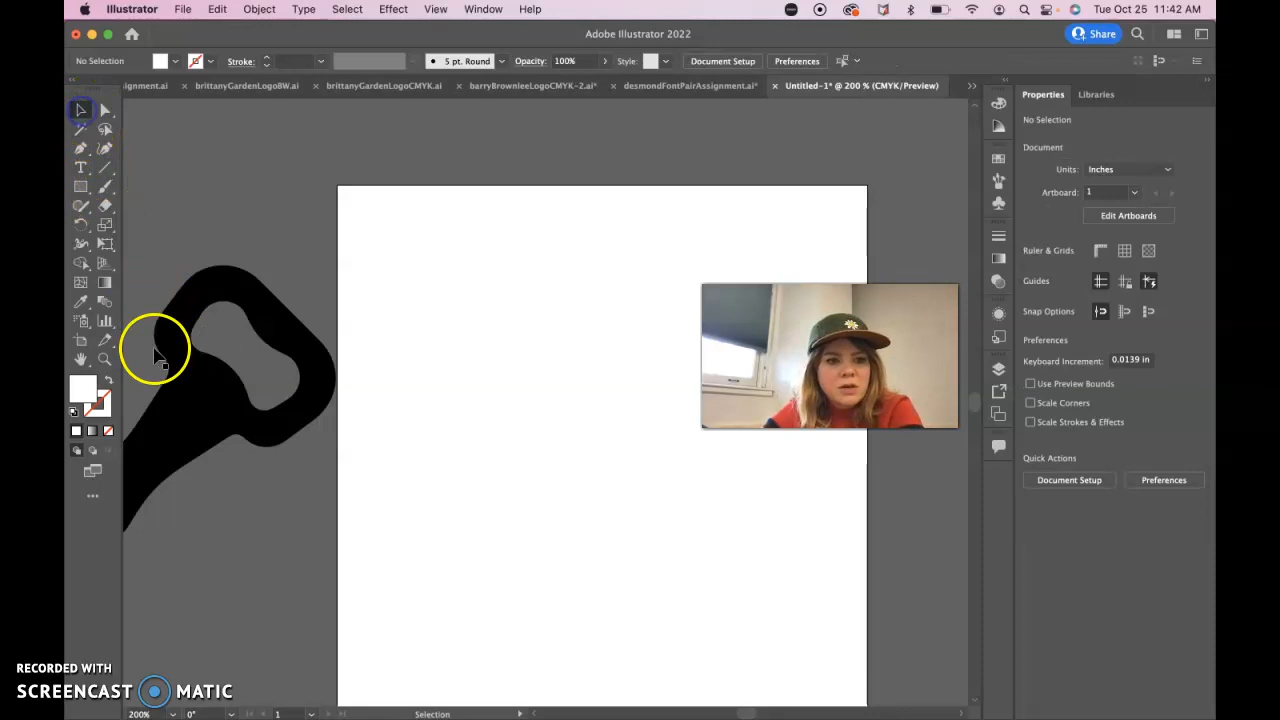 Illustrator File Edit Object Type Select Effect View Window Help Tue Oct 25 11:42 AM
Adobe Illustrator 2022
Share
No Selection Stroke: 5 pt. Round Opacity: 100% Style: Document Setup Preferences
ignment.ai × brittanyGardenLogoBW.ai × brittanyGardenLogoCMYK.ai × barryBrownleeLogoCMYK-2.ai* × desmondFontPairAssignment.ai* × Untitled-1* @ 200 % (CMYK/Preview)
Properties Libraries
No Selection
Document
Units: Inches
Artboard: 1
Edit Artboards
Ruler & Grids
Guides
Snap Options
Preferences
Keyboard Increment: 0.0139 in
Use Preview Bounds
Scale Corners
Scale Strokes & Effects
Quick Actions
Document Setup Preferences
RECORDED WITH
SCREENCAST MATIC
200% 0° 1 Selection